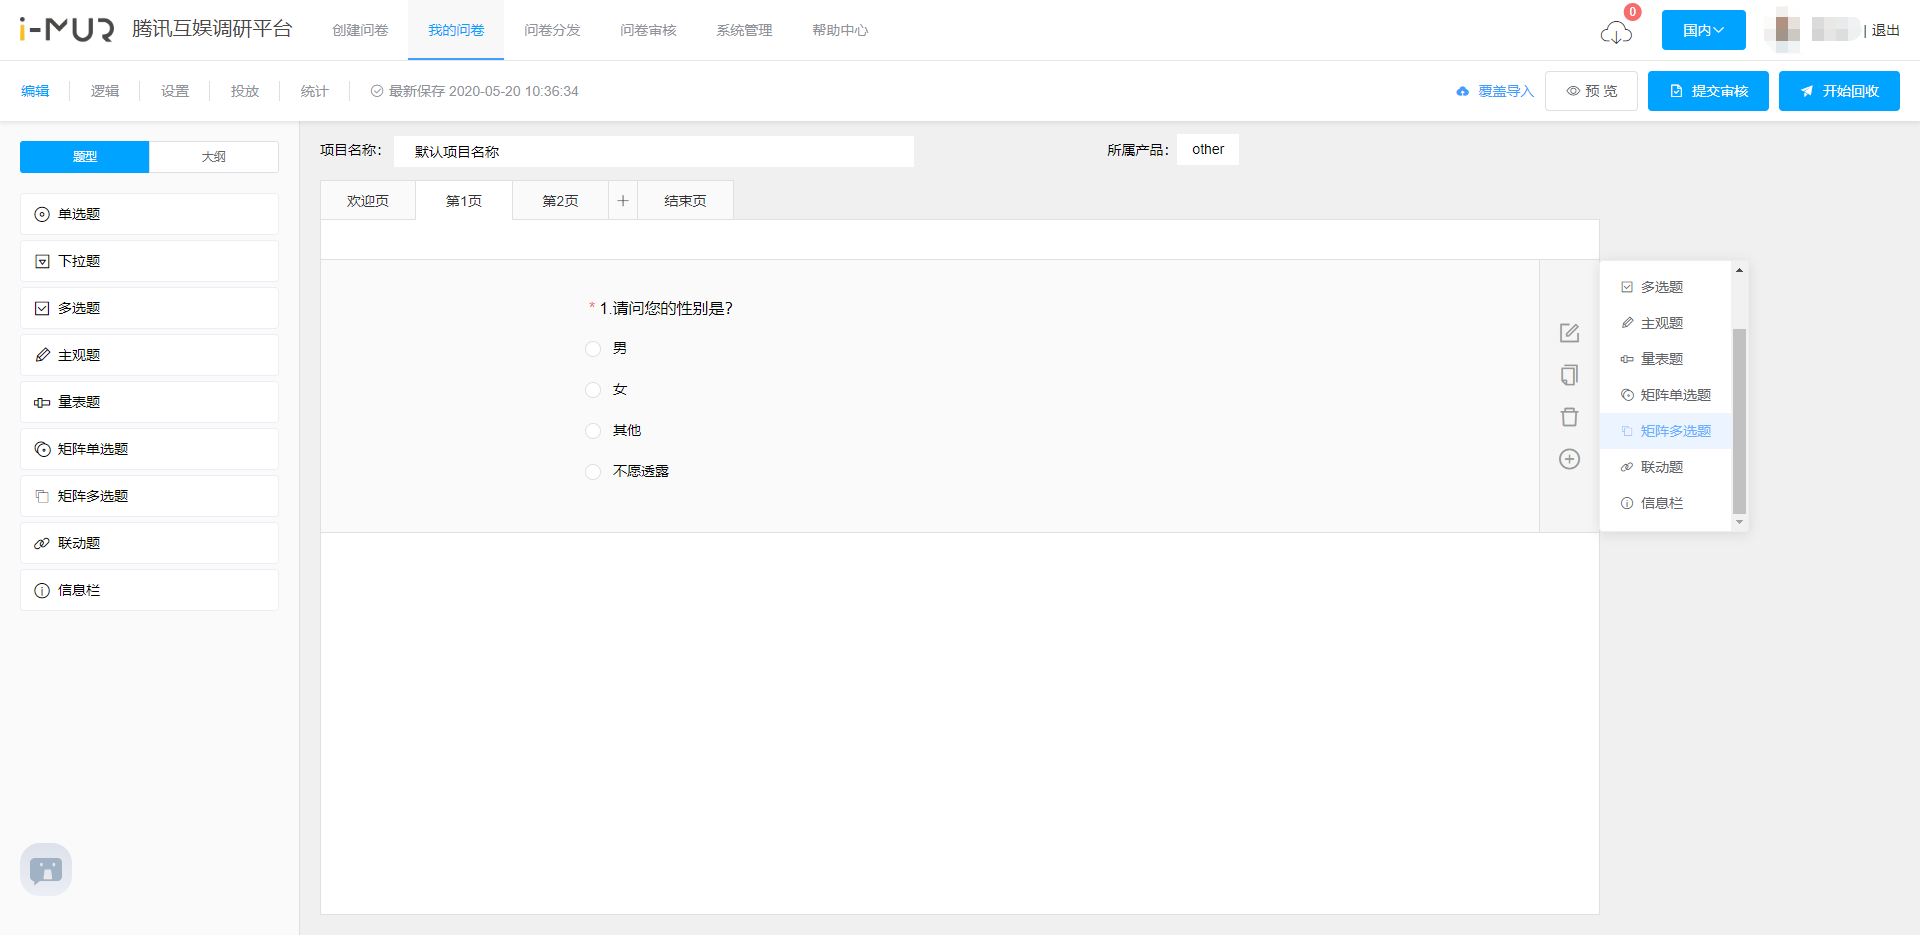 i-MUR 腾讯互娱调研平台 创建问卷 我的问卷 问卷分发 问卷审核 系统管理 帮助中心 0 国内 | 退出
编辑 逻辑 设置 投放 统计 最新保存 2020-05-20 10:36:34 覆盖导入 预 览 提交审核 开始回收
题型 大纲
单选题
下拉题
多选题
主观题
量表题
矩阵单选题
矩阵多选题
联动题
信息栏
项目名称: 默认项目名称 所属产品: other
欢迎页 第1页 第2页 + 结束页
* 1.请问您的性别是?
男
女
其他
不愿透露
多选题
主观题
量表题
矩阵单选题
矩阵多选题
联动题
信息栏